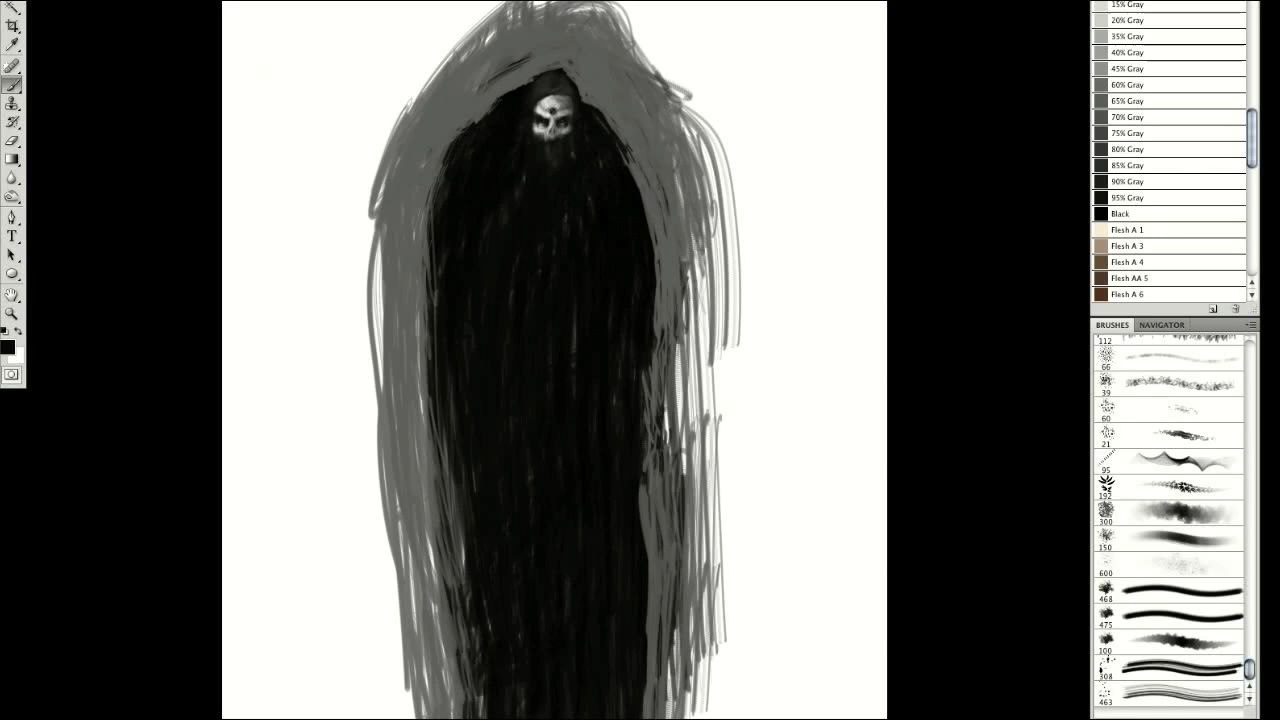 15% Gray
20% Gray
35% Gray
40% Gray
45% Gray
60% Gray
65% Gray
70% Gray
75% Gray
80% Gray
85% Gray
90% Gray
95% Gray
Black
Flesh A 1
Flesh A 3
Flesh A 4
Flesh AA 5
Flesh A 6
BRUSHES NAVIGATOR
112
66
39
60
21
95
192
300
150
600
468
475
100
308
463
T